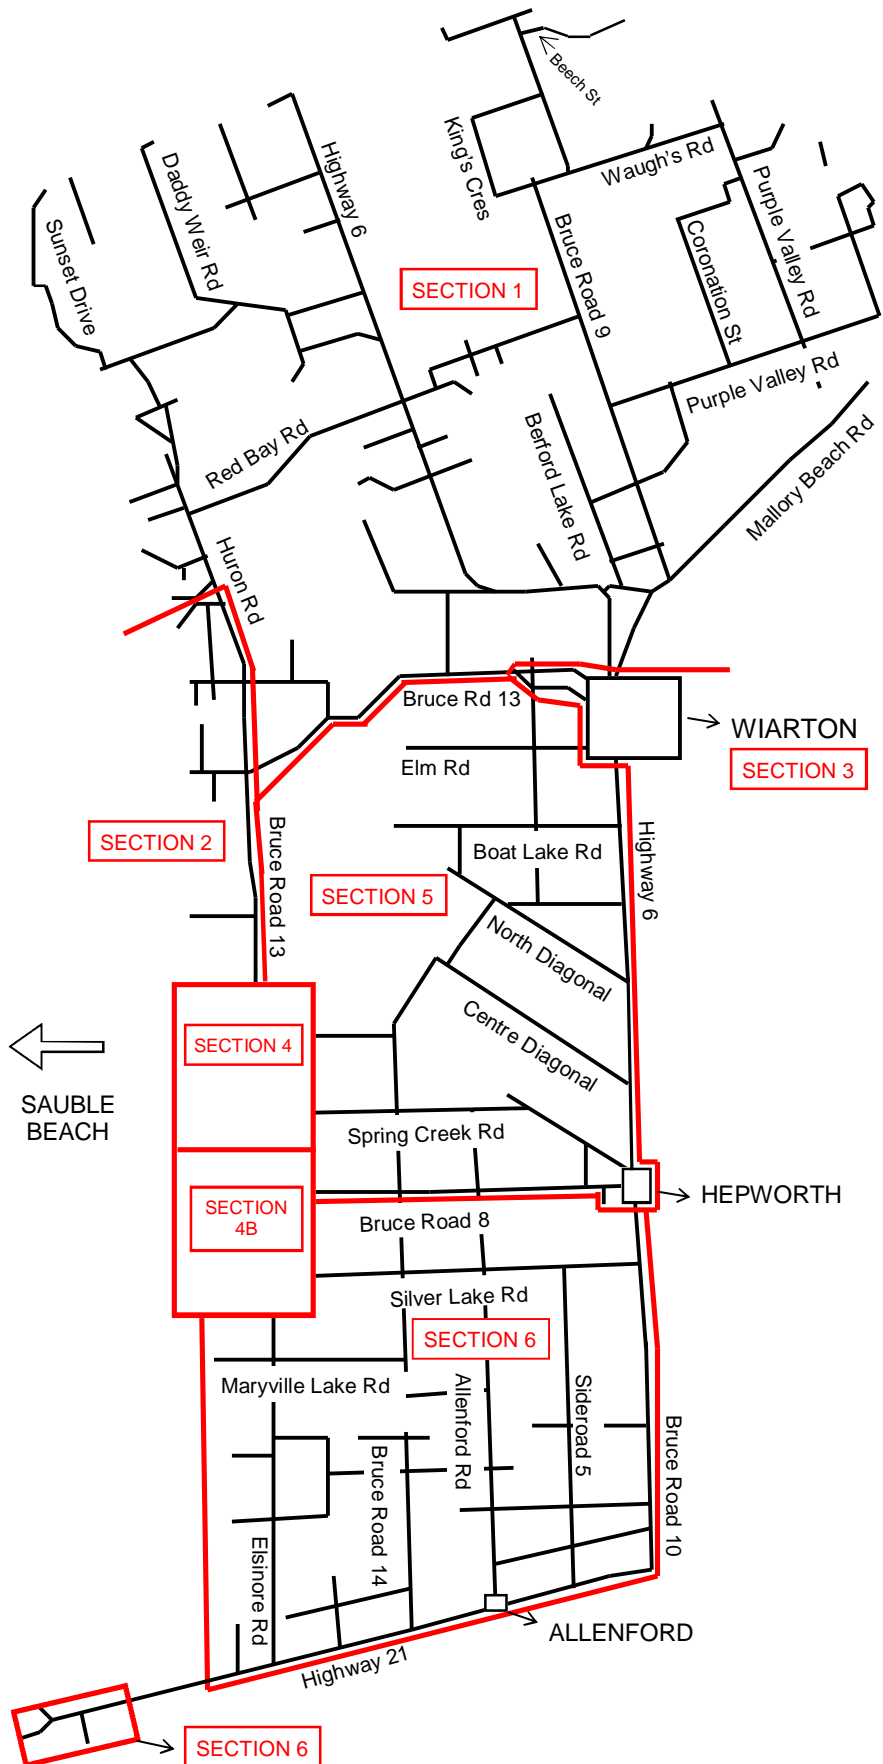 Beech St
King's Cres
Waugh's Rd
Highway 6
Daddy Weir Rd
Sunset Drive
Purple Valley Rd
Coronation St
Bruce Road 9
SECTION 1
Purple Valley Rd
Mallory Beach Rd
Berford Lake Rd
Red Bay Rd
Huron Rd
Bruce Rd 13
WIARTON
SECTION 3
Elm Rd
SECTION 2
Bruce Road 13
Boat Lake Rd
Highway 6
SECTION 5
North Diagonal
Centre Diagonal
SECTION 4
SAUBLE
BEACH
Spring Creek Rd
SECTION
4B
HEPWORTH
Bruce Road 8
Silver Lake Rd
SECTION 6
Maryville Lake Rd
Allenford Rd
Sideroad 5
Bruce Road 14
Bruce Road 10
Elsinore Rd
ALLENFORD
Highway 21
SECTION 6